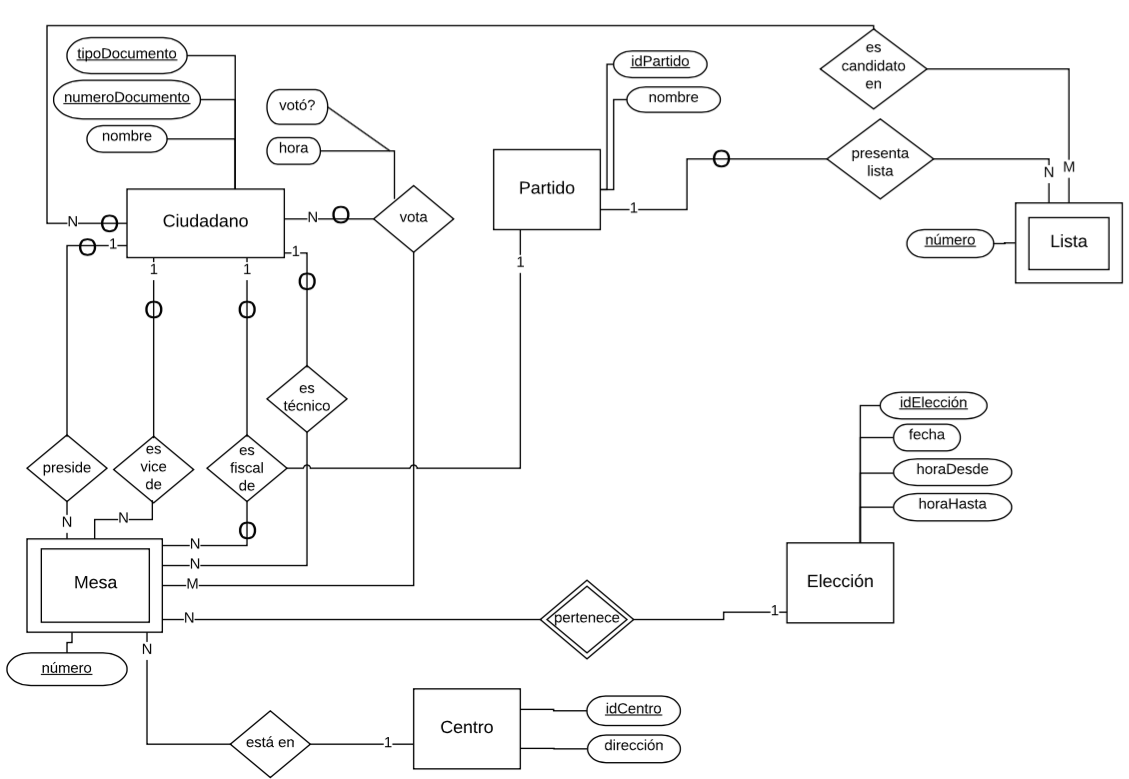 es
candidato
en
tipoDocumento
idPartido
numeroDocumento
votó?
nombre
nombre
hora
presenta
lista
N
M
Partido
Ciudadano
N
O
N
O
vota
O
1
1
número
Lista
O
1
1
1
1
1
O
O
O
es
técnico
idElección
fecha
horaDesde
horaHasta
preside
es
vice
de
es
fiscal
de
N
N
O
N
N
M
Mesa
Elección
N
pertenece
1
N
número
está en
1
Centro
idCentro
dirección